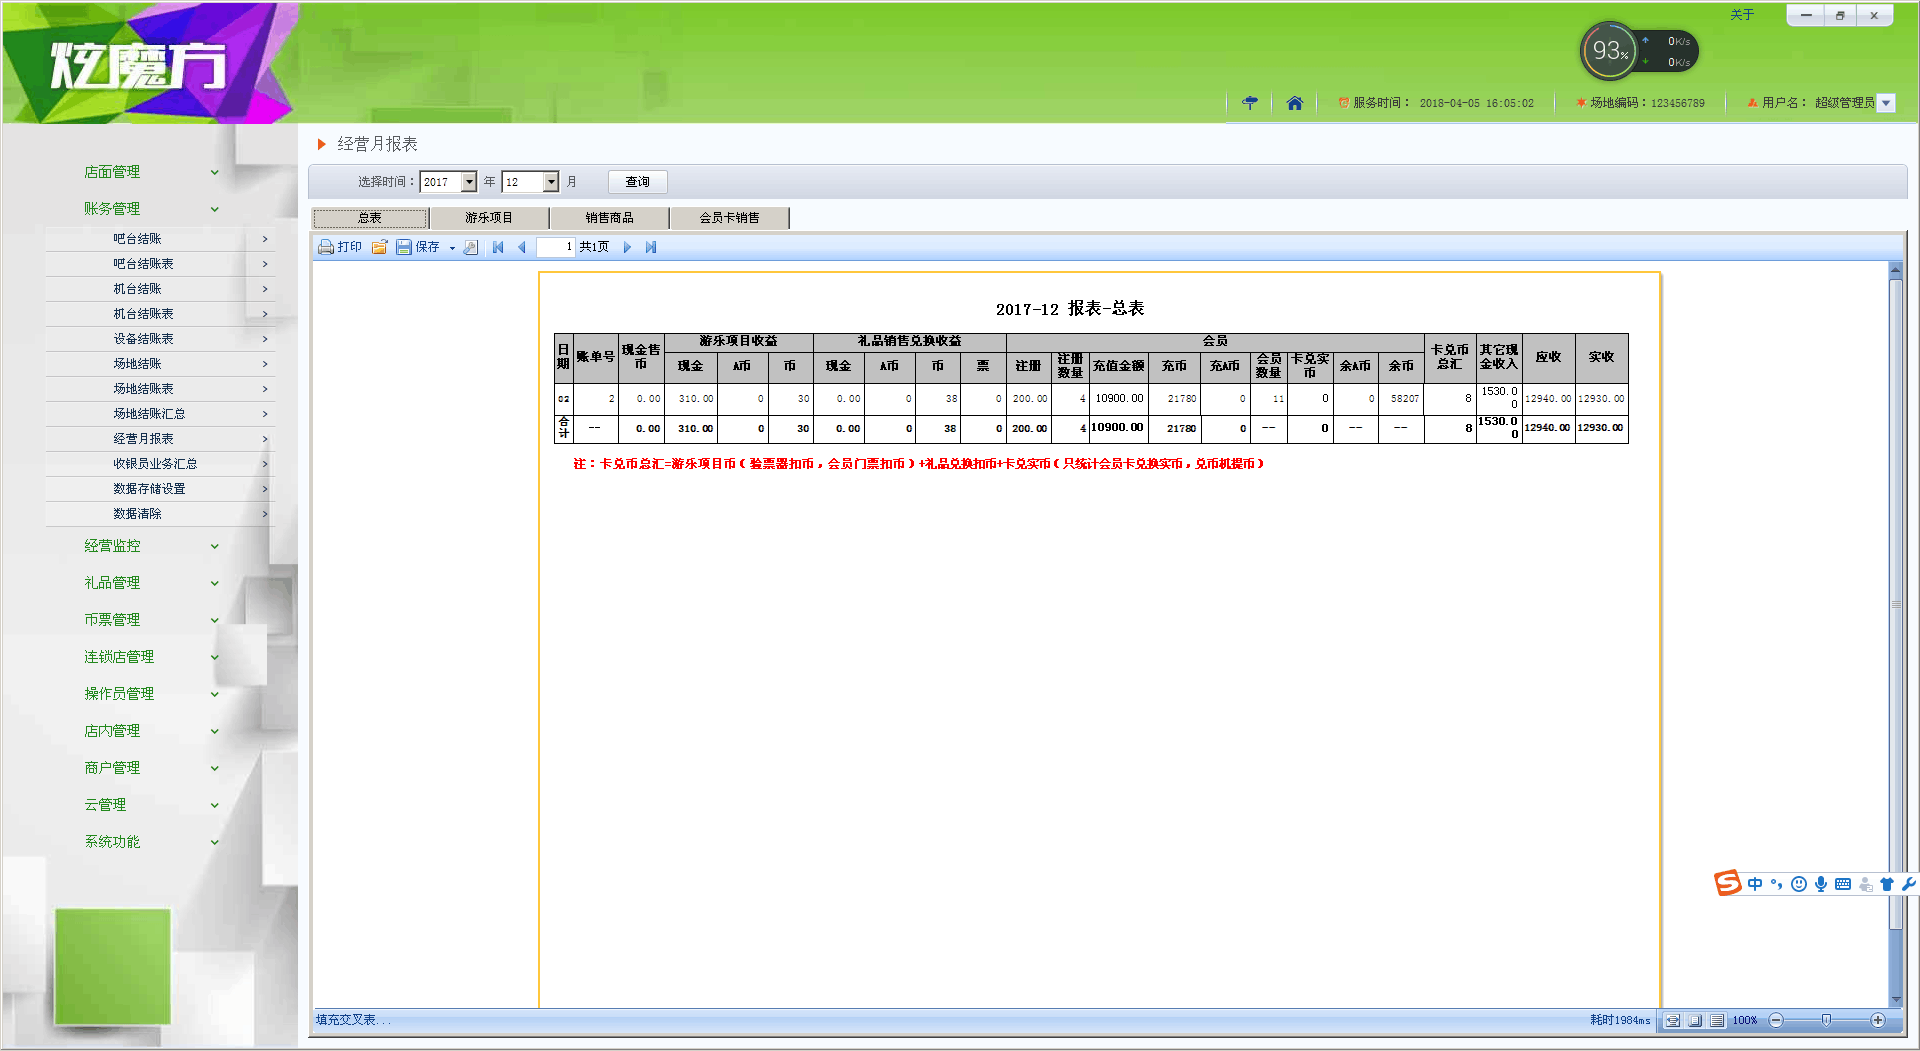 关于
炫魔方
93%
0K/s
0K/s
服务时间： 2018-04-05 16:05:02
场地编码：123456789
用户名： 超级管理员
店面管理
账务管理
吧台结账
吧台结账表
机台结账
机台结账表
设备结账表
场地结账
场地结账表
场地结账汇总
经营月报表
收银员业务汇总
数据存储设置
数据清除
经营监控
礼品管理
币票管理
连锁店管理
操作员管理
店内管理
商户管理
云管理
系统功能
经营月报表
选择时间： 2017 年 12 月 查询
总表 游乐项目 销售商品 会员卡销售
打印 保存 1 共1页
2017-12 报表-总表
日期 账单号 现金售币 游乐项目收益 礼品销售兑换收益 会员 卡兑币总汇 其它现金收入 应收 实收
现金 A币 币 现金 A币 币 票 注册 注册数量 充值金额 充币 充A币 会员数量 卡兑实币 余A币 余币
02 2 0.00 310.00 0 30 0.00 0 38 0 200.00 4 10900.00 21780 0 11 0 0 58207 8 1530.00 12940.00 12930.00
合计 -- 0.00 310.00 0 30 0.00 0 38 0 200.00 4 10900.00 21780 0 -- 0 -- -- 8 1530.00 12940.00 12930.00
注：卡兑币总汇=游乐项目币（验票器扣币，会员门票扣币）+礼品兑换扣币+卡兑实币（只统计会员卡兑换实币，兑币机提币）
中
填充交叉表...
耗时1984ms
100%